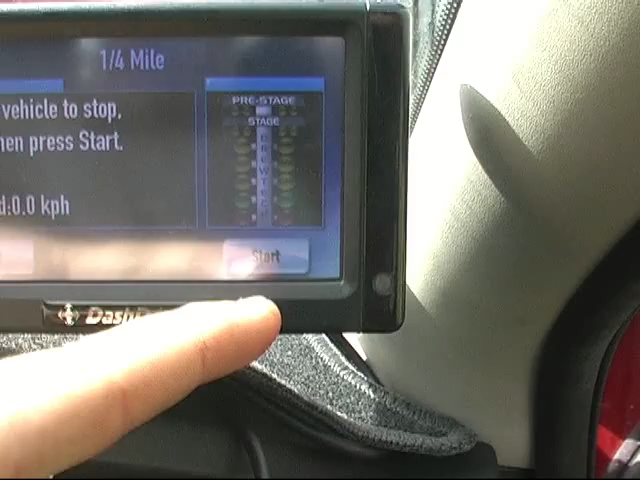 1/4 Mile
vehicle to stop,
hen press Start.
d:0.0 kph
PRE-STAGE
STAGE
Start